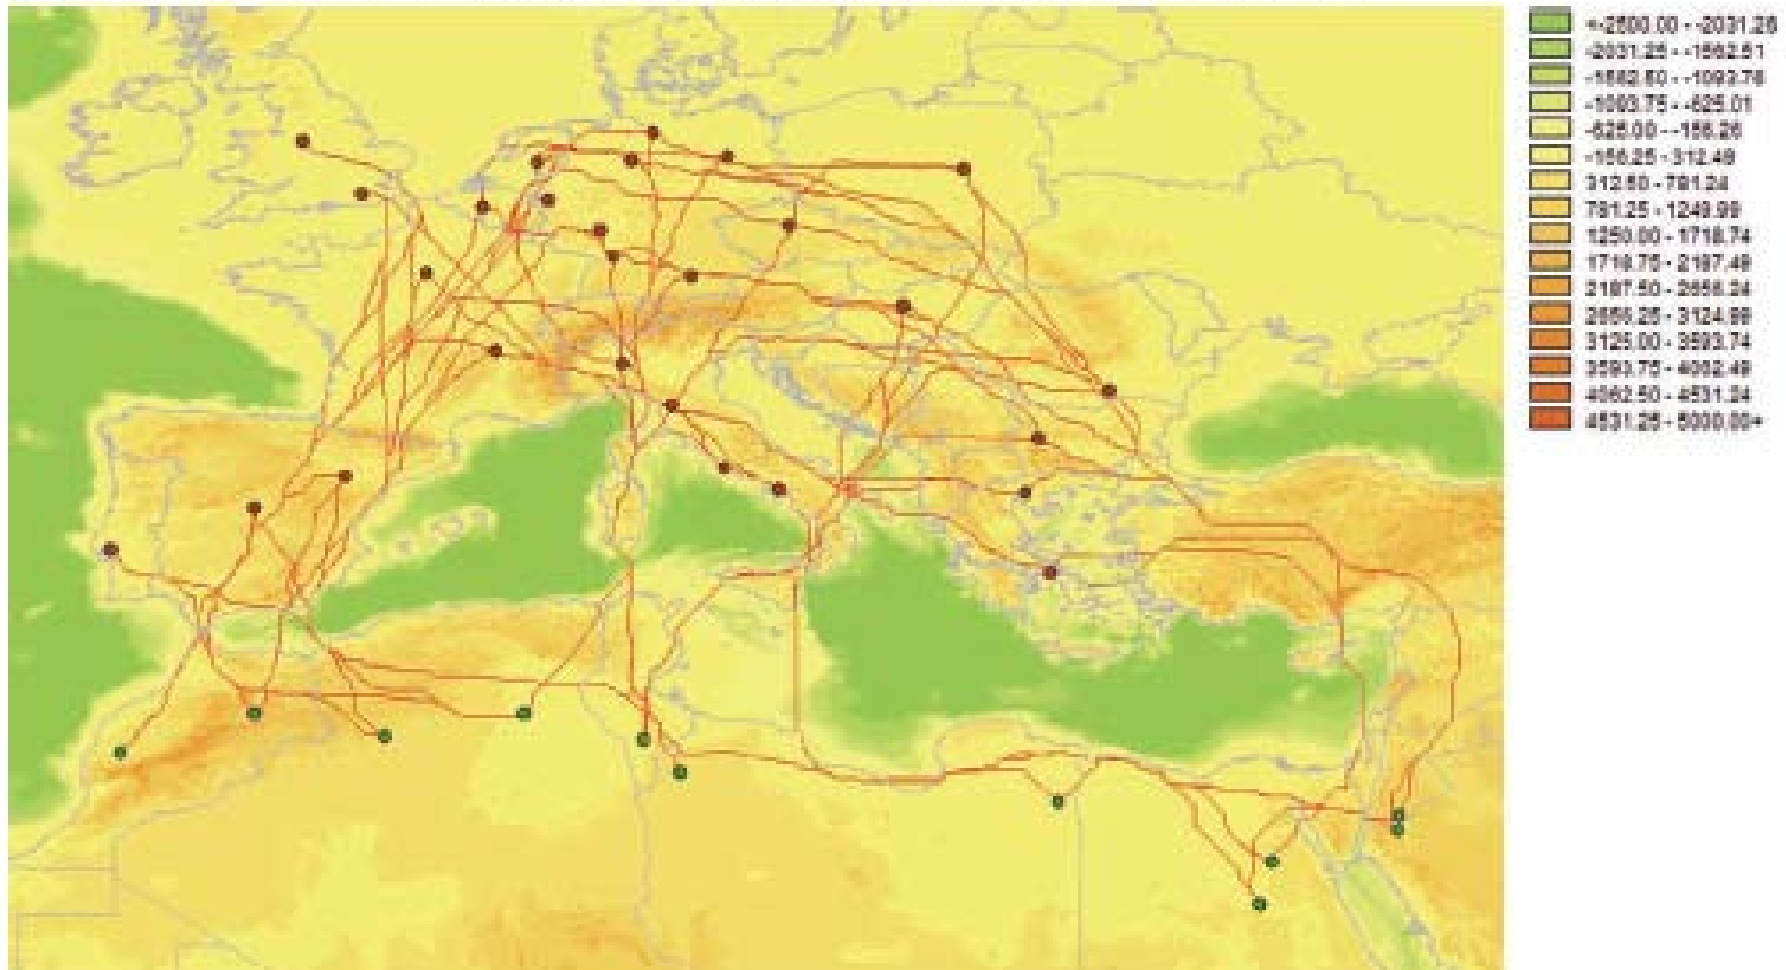 <-2500.00 - -2031.26
-2031.25 - -1562.51
-1562.50 - -1093.76
-1093.75 - -625.01
-625.00 - -156.26
-156.25 - 312.49
312.50 - 781.24
781.25 - 1249.99
1250.00 - 1718.74
1718.75 - 2187.49
2187.50 - 2656.24
2656.25 - 3124.99
3125.00 - 3593.74
3593.75 - 4062.49
4062.50 - 4531.24
4531.25 - 5000.00+